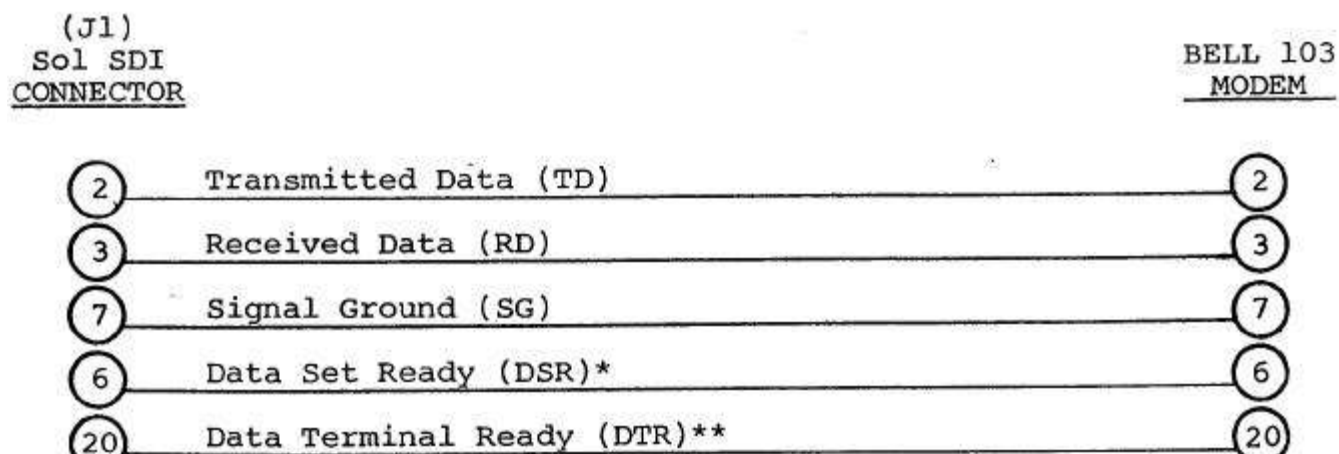 (J1)
Sol SDI
CONNECTOR
BELL 103
MODEM
2 Transmitted Data (TD) 2
3 Received Data (RD) 3
7 Signal Ground (SG) 7
6 Data Set Ready (DSR)* 6
20 Data Terminal Ready (DTR)** 20